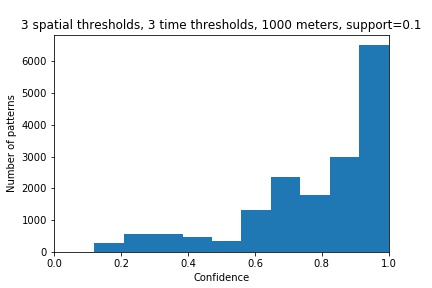 3 spatial thresholds, 3 time thresholds, 1000 meters, support=0.1
6000
5000
4000
3000
2000
1000
0
Number of patterns
0.0 0.2 0.4 0.6 0.8 1.0
Confidence